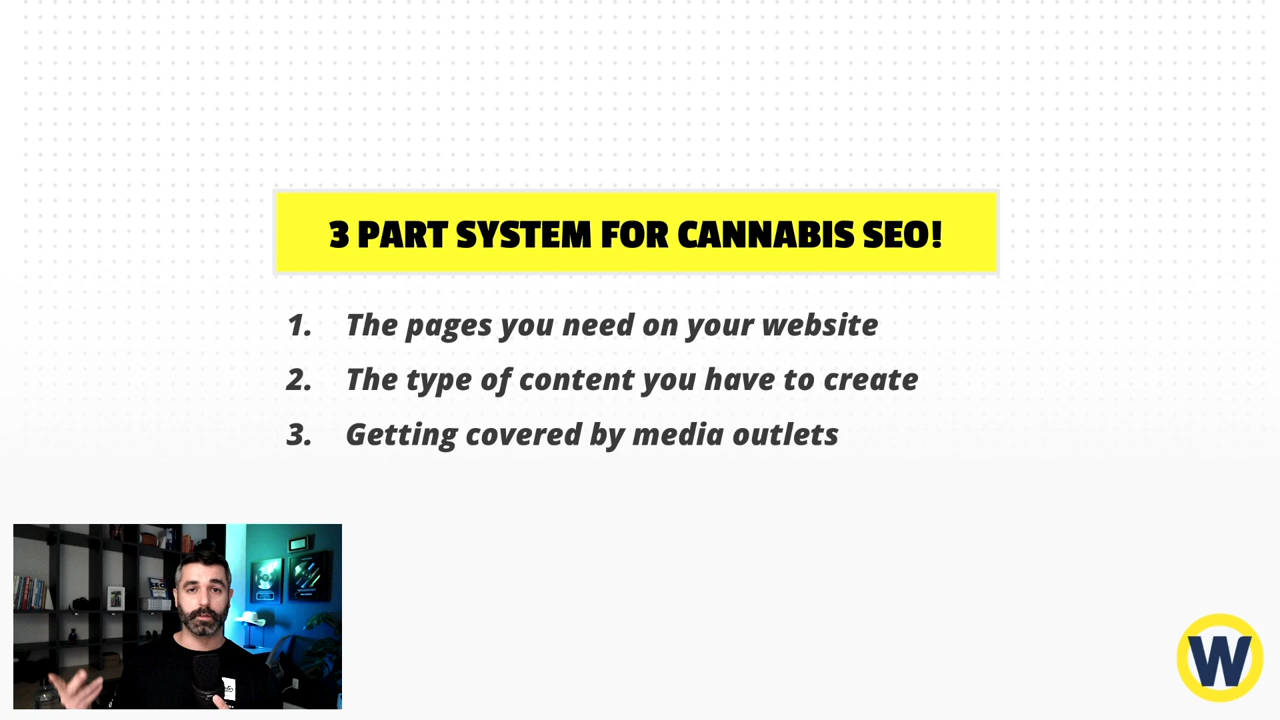 3 PART SYSTEM FOR CANNABIS SEO!
1. The pages you need on your website
2. The type of content you have to create
3. Getting covered by media outlets
SEO
W